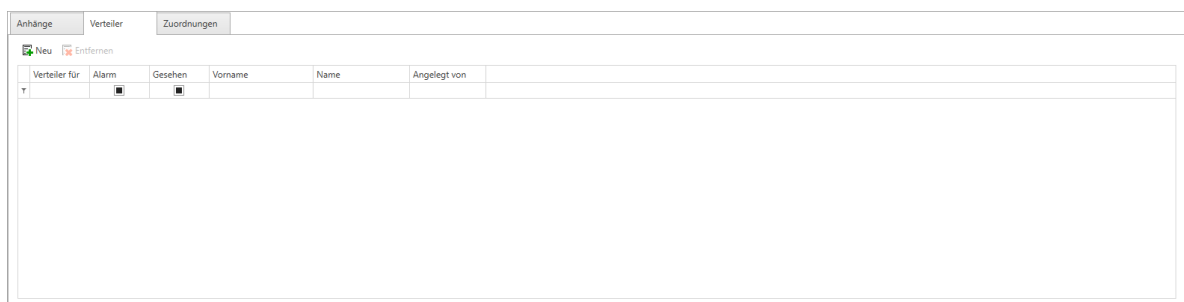 Anhänge Verteiler Zuordnungen
Neu Entfernen
Verteiler für Alarm Gesehen Vorname Name Angelegt von